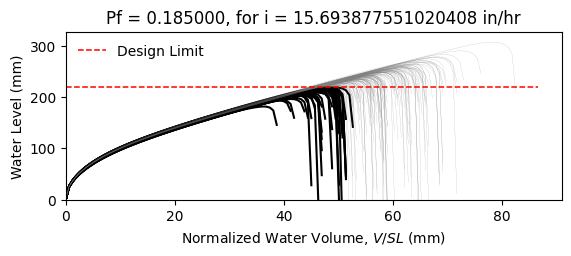 Pf = 0.185000, for i = 15.693877551020408 in/hr
Design Limit
Water Level (mm)
300
200
100
0
0 20 40 60 80
Normalized Water Volume, V/SL (mm)